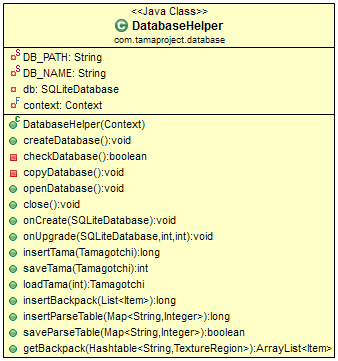 <<Java Class>>
DatabaseHelper
com.tamaproject.database
DB_PATH: String
DB_NAME: String
db: SQLiteDatabase
context: Context
DatabaseHelper(Context)
createDatabase():void
checkDatabase():boolean
copyDatabase():void
openDatabase():void
close():void
onCreate(SQLiteDatabase):void
onUpgrade(SQLiteDatabase,int,int):void
insertTama(Tamagotchi):long
saveTama(Tamagotchi):int
loadTama(int):Tamagotchi
insertBackpack(List<Item>):long
insertParseTable(Map<String,Integer>):long
saveParseTable(Map<String,Integer>):boolean
getBackpack(Hashtable<String,TextureRegion>):ArrayList<Item>